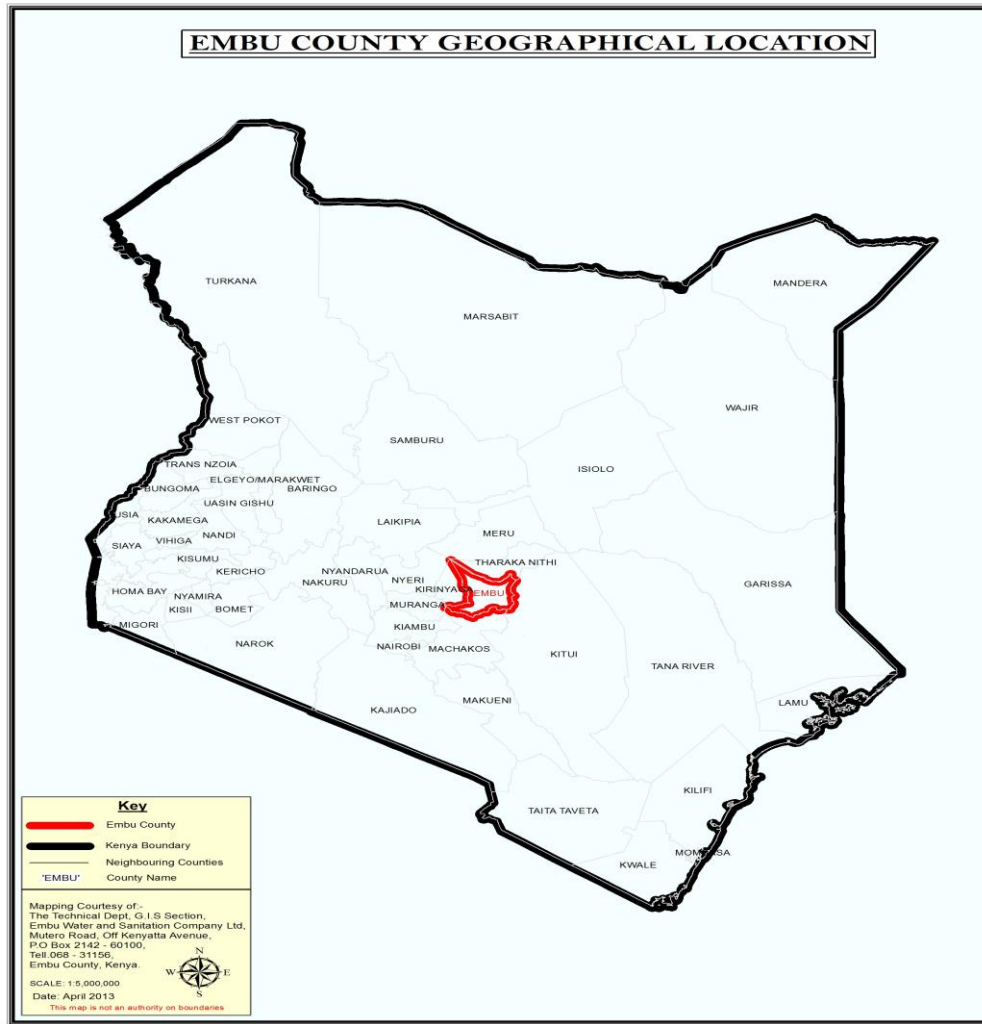 EMBU COUNTY GEOGRAPHICAL LOCATION
TURKANA
MANDERA
MARSABIT
WAJIR
WEST POKOT
SAMBURU
TRANS NZOIA
ISIOLO
ELGEYO/MARAKWET
BUNGOMA
BARINGO
UASIN GISHU
USIA
KAKAMEGA
LAIKIPIA
NANDI
MERU
VIHIGA
SIAYA
KISUMU
THARAKA NITHI
KERICHO
NYANDARUA
NYERI
NAKURU
GARISSA
HOMA BAY
KIRINYAGA
EMBU
NYAMIRA
MURANGA
KISII
BOMET
MIGORI
KIAMBU
NAROK
NAIROBI
MACHAKOS
KITUI
TANA RIVER
MAKUENI
LAMU
KAJIADO
KILIFI
TAITA TAVETA
MOMBASA
KWALE
Key
Embu County
Kenya Boundary
Neighbouring Counties
'EMBU' County Name
Mapping Courtesy of:-
The Technical Dept, G.I.S Section,
Embu Water and Sanitation Company Ltd,
Mutero Road, Off Kenyatta Avenue,
P.O Box 2142 - 60100,
Tell.068 - 31156,
Embu County, Kenya.
N
W E
S
SCALE: 1:5,000,000
Date: April 2013
This map is not an authority on boundaries